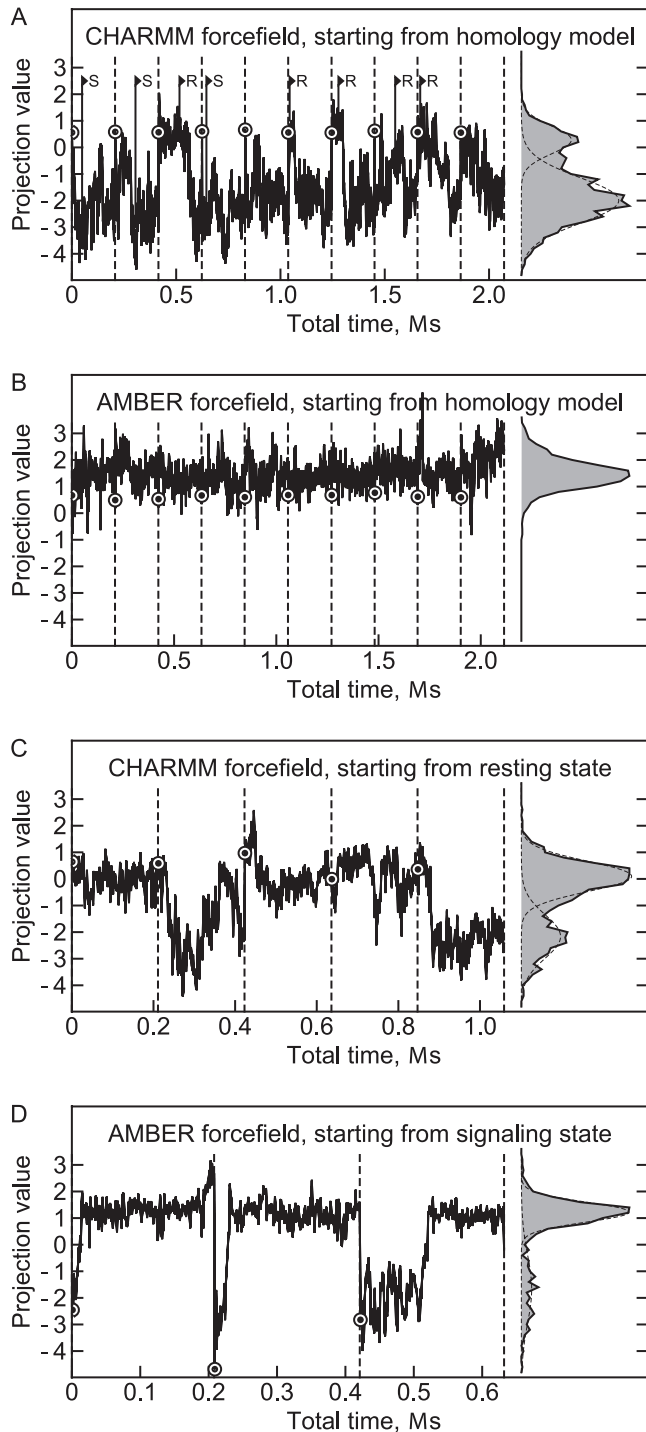 A
CHARMM forcefield, starting from homology model
Projection value
3
2
1
0
-1
-2
-3
-4
S
S
R
S
R
R
R
R
0
0.5
1.0
1.5
2.0
Total time, Ms
B
AMBER forcefield, starting from homology model
Projection value
3
2
1
0
-1
-2
-3
-4
0
0.5
1.0
1.5
2.0
Total time, Ms
C
CHARMM forcefield, starting from resting state
Projection value
3
2
1
0
-1
-2
-3
-4
0
0.2
0.4
0.6
0.8
1.0
Total time, Ms
D
AMBER forcefield, starting from signaling state
Projection value
3
2
1
0
-1
-2
-3
-4
0
0.1
0.2
0.3
0.4
0.5
0.6
Total time, Ms